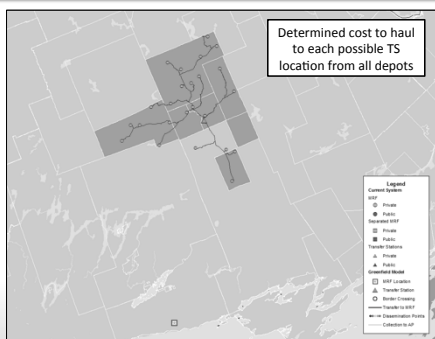 Determined cost to haul
to each possible TS
location from all depots
Legend
Current System
MRF
Private
Public
Separated MRF
Private
Public
Transfer Stations
Private
Public
Greenfield Model
MRF Location
Transfer Station
Border Crossing
Transfer to MRF
Collection to AP